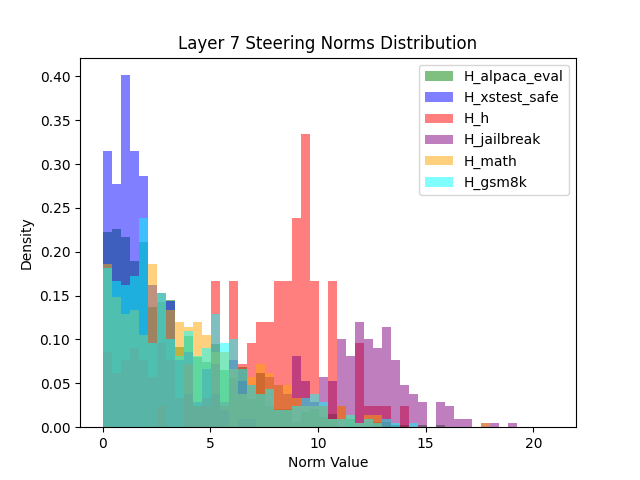 Layer 7 Steering Norms Distribution
H_alpaca_eval
H_xstest_safe
H_h
H_jailbreak
H_math
H_gsm8k
0.40
0.35
0.30
0.25
0.20
0.15
0.10
0.05
0.00
Density
0 5 10 15 20
Norm Value